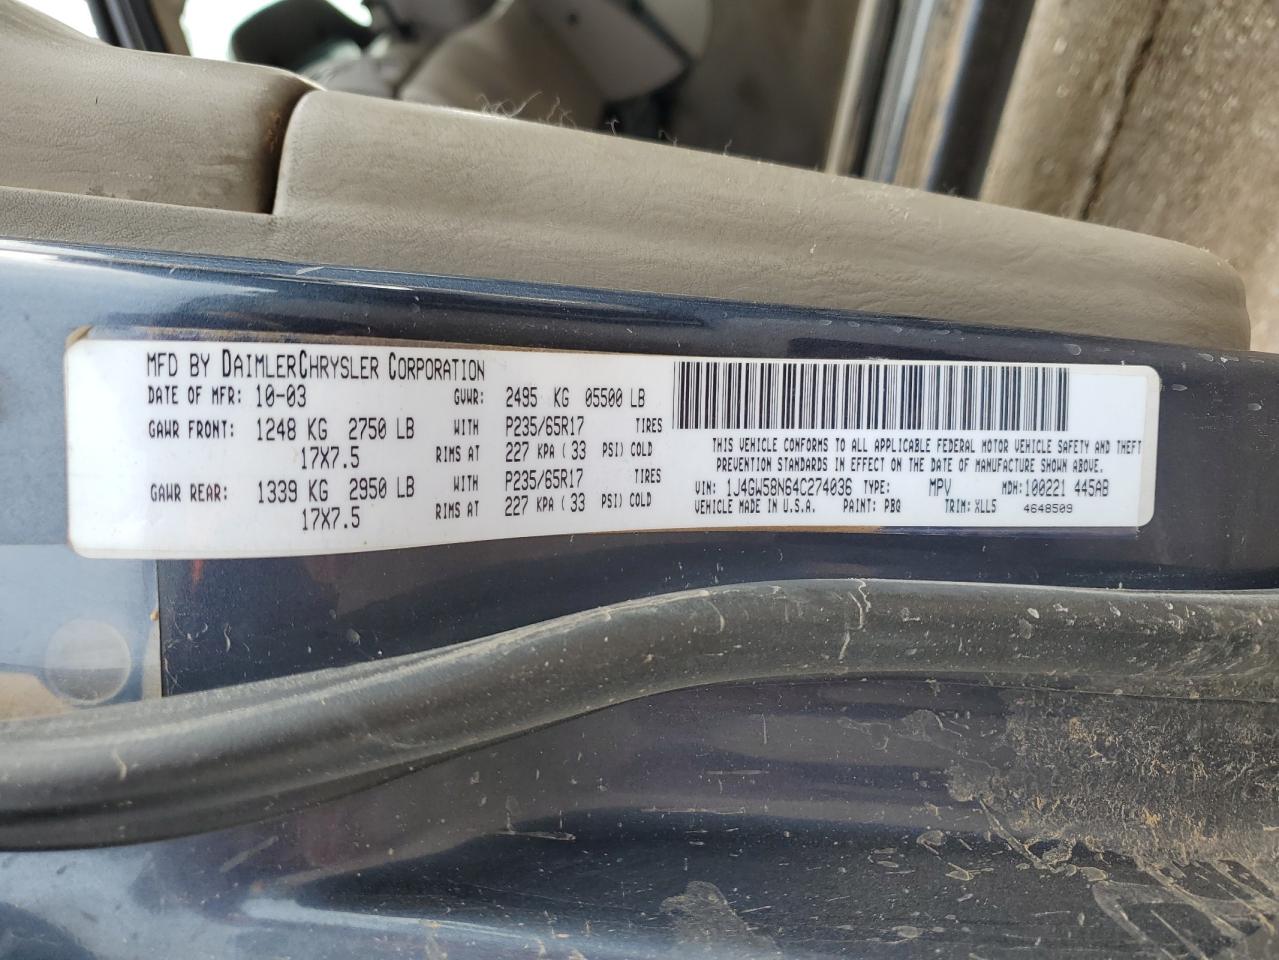 MFD BY DAIMLERCHRYSLER CORPORATION
DATE OF MFR: 10-03 GVWR: 2495 KG 05500 LB
GAWR FRONT: 1248 KG 2750 LB WITH P235/65R17 TIRES
17X7.5 RIMS AT 227 KPA ( 33 PSI) COLD
GAWR REAR: 1339 KG 2950 LB WITH P235/65R17 TIRES
17X7.5 RIMS AT 227 KPA ( 33 PSI) COLD
THIS VEHICLE CONFORMS TO ALL APPLICABLE FEDERAL MOTOR VEHICLE SAFETY AND THEFT
PREVENTION STANDARDS IN EFFECT ON THE DATE OF MANUFACTURE SHOWN ABOVE.
VIN: 1J4GW58N64C274036 TYPE: MPV MDH: 100221 445AB
VEHICLE MADE IN U.S.A. PAINT: PBQ TRIM: XLL5 4648509